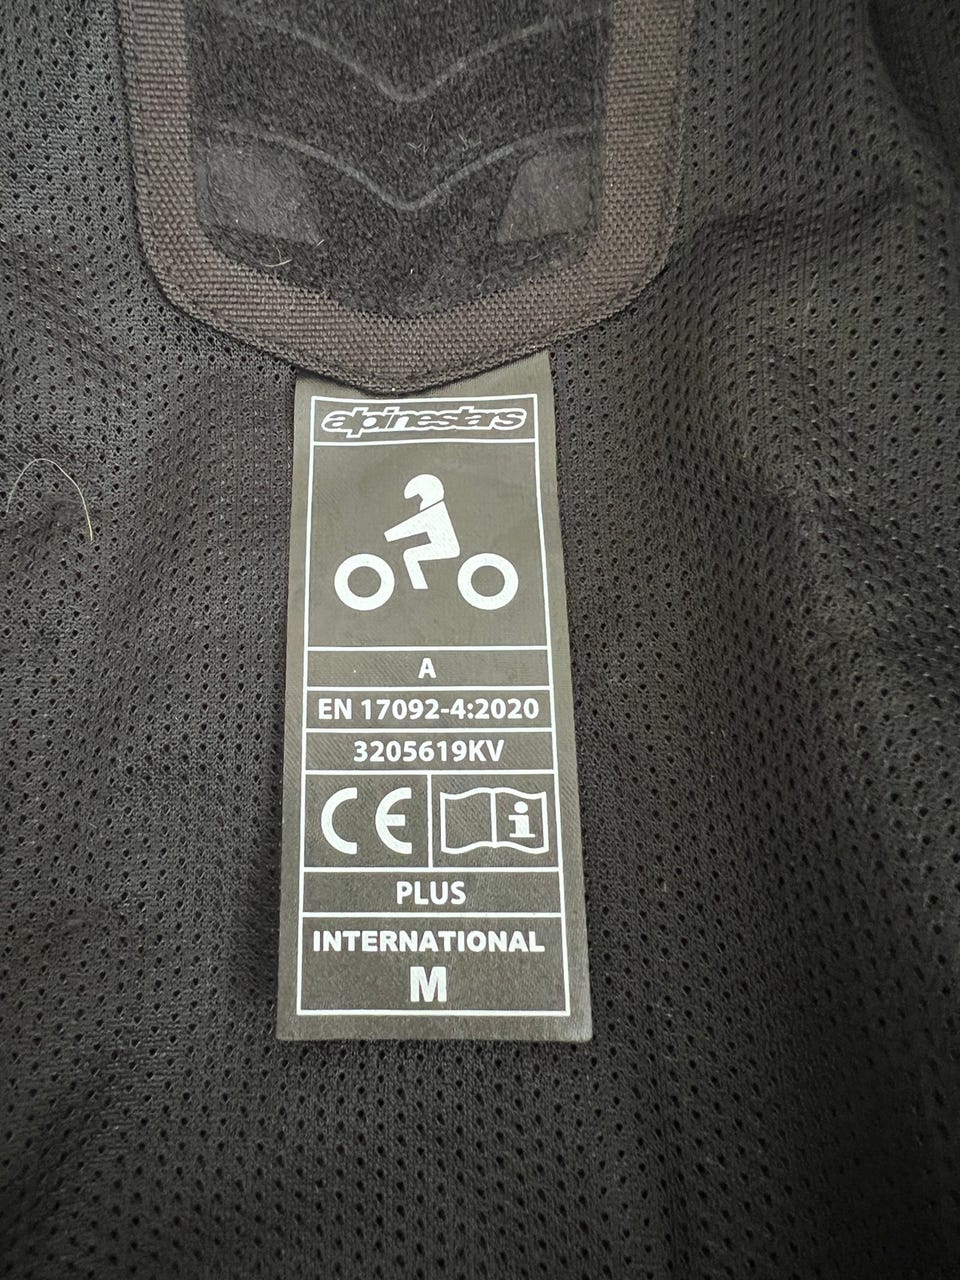 alpinestars
A
EN 17092-4:2020
3205619KV
CE
i
PLUS
INTERNATIONAL
M